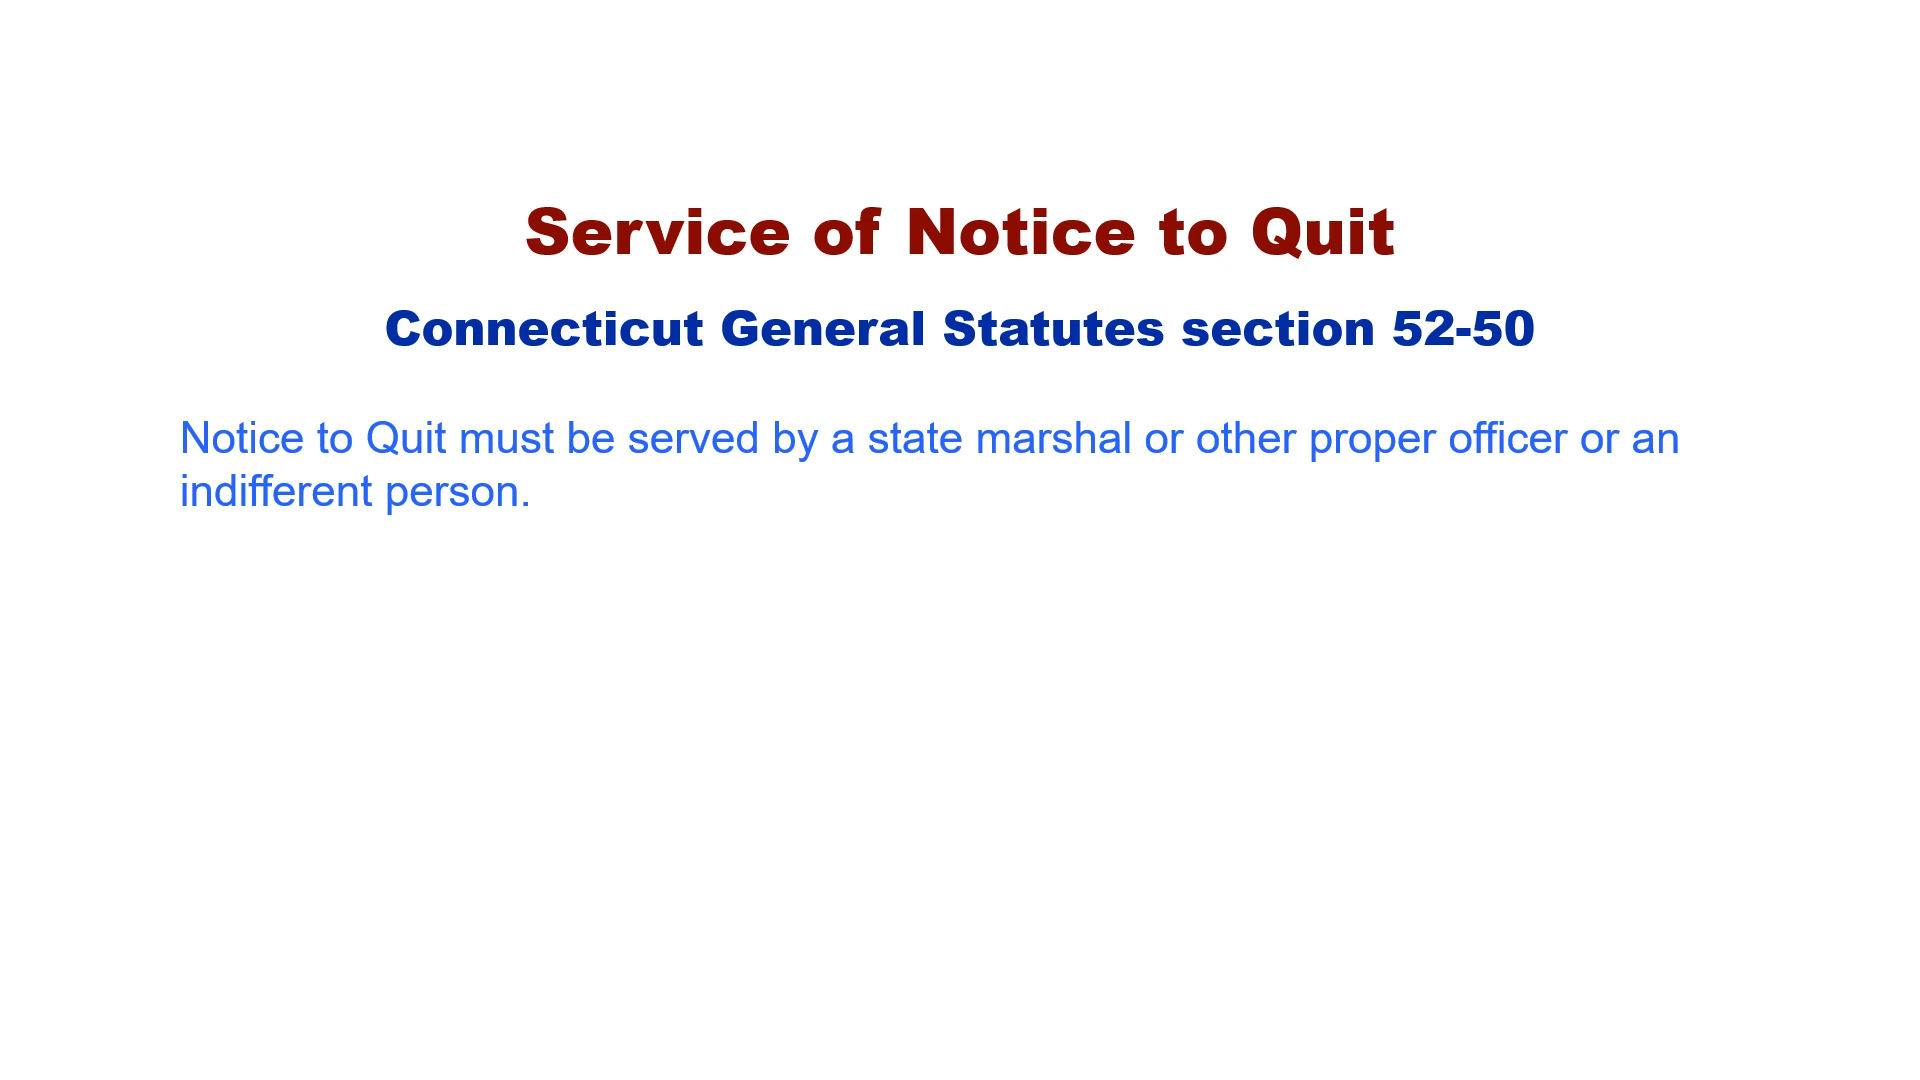 Service of Notice to Quit
Connecticut General Statutes section 52-50
Notice to Quit must be served by a state marshal or other proper officer or an
indifferent person.